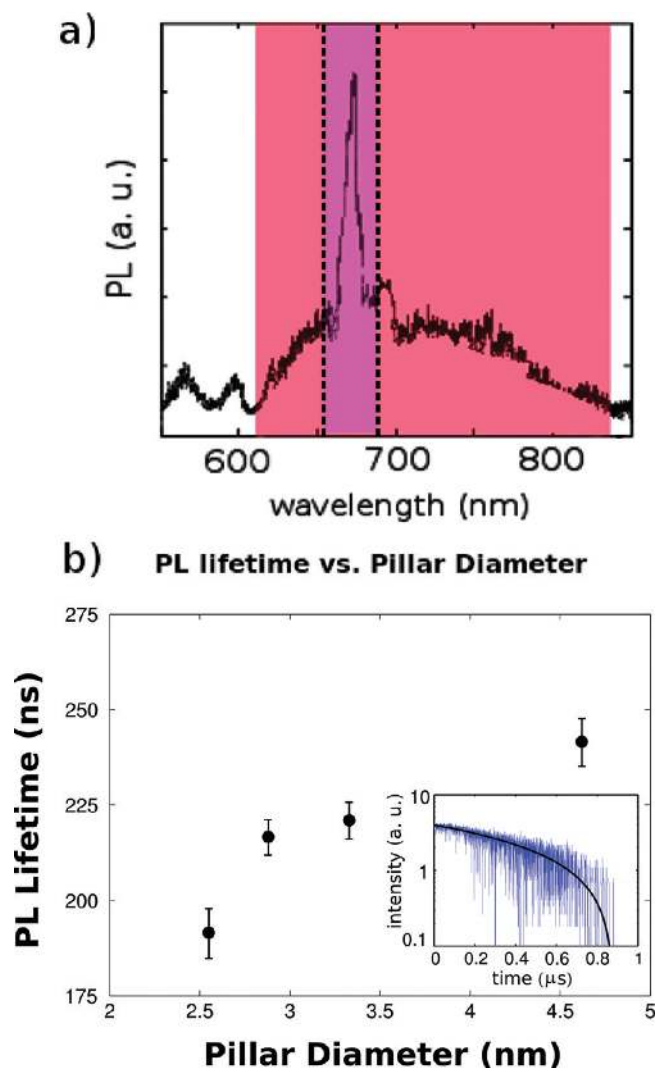 a)
PL (a. u.)
600 700 800
wavelength (nm)
b) PL lifetime vs. Pillar Diameter
275
250
225
200
175
PL Lifetime (ns)
10
1
0.1
intensity (a. u.)
0 0.2 0.4 0.6 0.8 1
time (μs)
2 2.5 3 3.5 4 4.5 5
Pillar Diameter (nm)